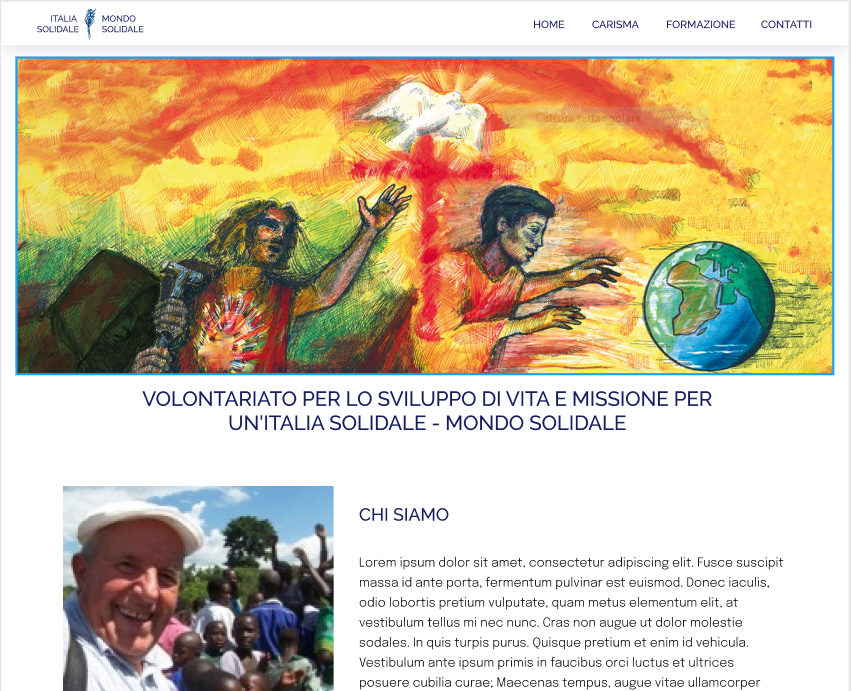 ITALIA MONDO
SOLIDALE SOLIDALE
HOME CARISMA FORMAZIONE CONTATTI
Cattura rettangolare
VOLONTARIATO PER LO SVILUPPO DI VITA E MISSIONE PER
UN'ITALIA SOLIDALE - MONDO SOLIDALE
CHI SIAMO
Lorem ipsum dolor sit amet, consectetur adipiscing elit. Fusce suscipit
massa id ante porta, fermentum pulvinar est euismod. Donec iaculis,
odio lobortis pretium vulputate, quam metus elementum elit, at
vestibulum tellus mi nec nunc. Cras non augue ut dolor molestie
sodales. In quis turpis purus. Quisque pretium et enim id vehicula.
Vestibulum ante ipsum primis in faucibus orci luctus et ultrices
posuere cubilia curae; Maecenas tempus, augue vitae ullamcorper